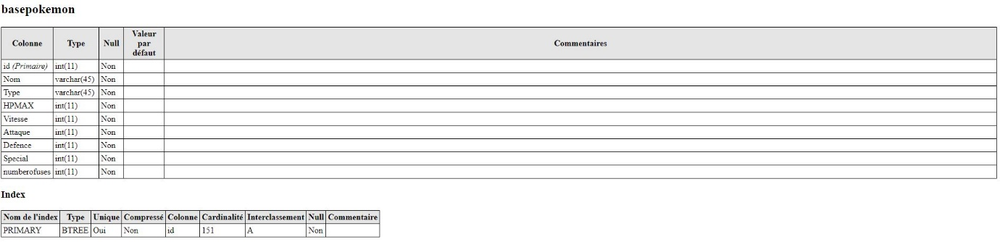 basepokemon
Colonne Type Null Valeur par défaut Commentaires
id (Primaire) int(11) Non
Nom varchar(45) Non
Type varchar(45) Non
HPMAX int(11) Non
Vitesse int(11) Non
Attaque int(11) Non
Defence int(11) Non
Special int(11) Non
numberofuses int(11) Non
Index
Nom de l'index Type Unique Compressé Colonne Cardinalité Interclassement Null Commentaire
PRIMARY BTREE Oui Non id 151 A Non